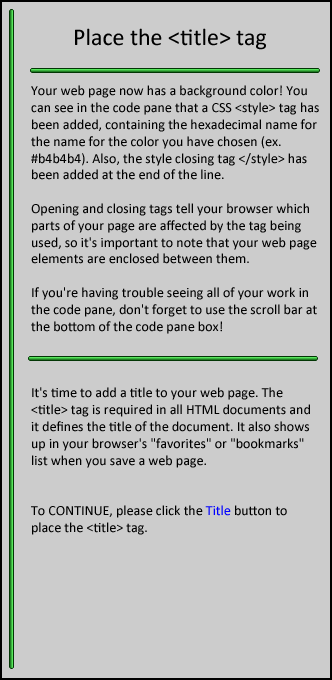 Place the <title> tag
Your web page now has a background color! You
can see in the code pane that a CSS <style> tag has
been added, containing the hexadecimal name for
the name for the color you have chosen (ex.
#b4b4b4). Also, the style closing tag </style> has
been added at the end of the line.
Opening and closing tags tell your browser which
parts of your page are affected by the tag being
used, so it's important to note that your web page
elements are enclosed between them.
If you're having trouble seeing all of your work in
the code pane, don't forget to use the scroll bar at
the bottom of the code pane box!
It's time to add a title to your web page. The
<title> tag is required in all HTML documents and
it defines the title of the document. It also shows
up in your browser's "favorites" or "bookmarks"
list when you save a web page.
To CONTINUE, please click the Title button to
place the <title> tag.